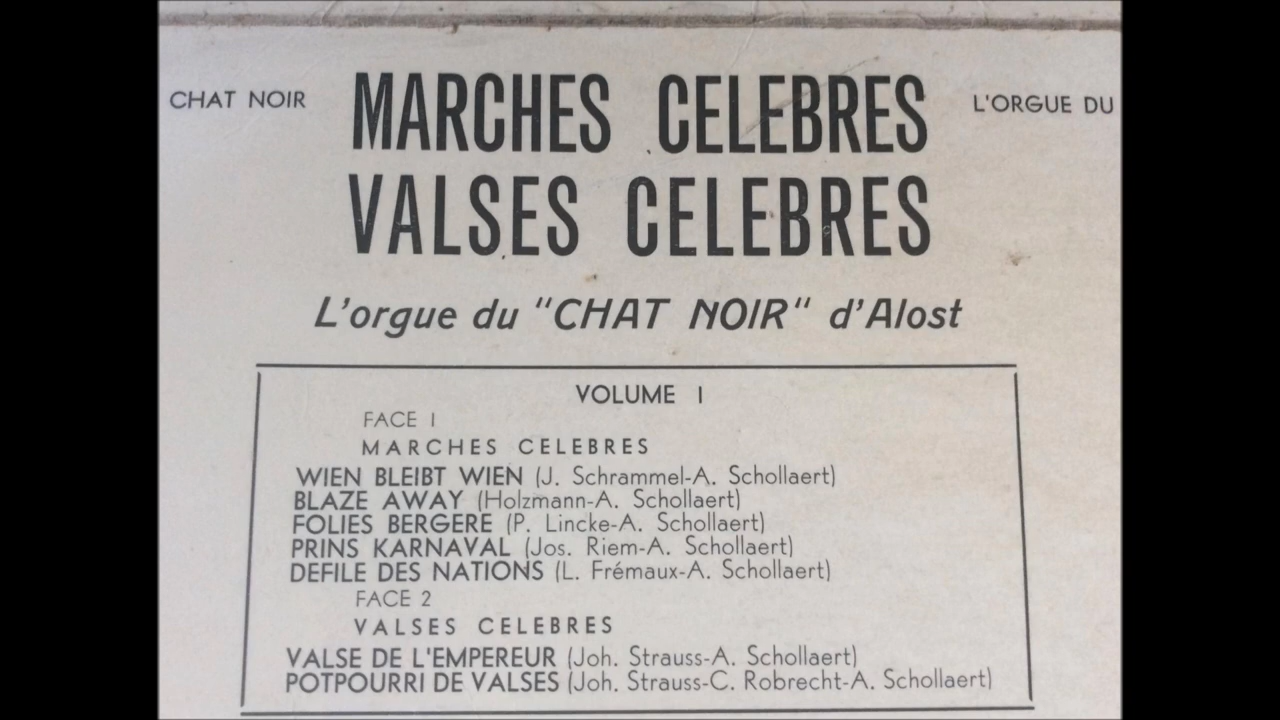 CHAT NOIR
MARCHES CELEBRES
L'ORGUE DU
VALSES CELEBRES
L'orgue du "CHAT NOIR" d'Alost
VOLUME I
FACE I
MARCHES CELEBRES
WIEN BLEIBT WIEN (J. Schrammel-A. Schollaert)
BLAZE AWAY (Holzmann-A. Schollaert)
FOLIES BERGERE (P. Lincke-A. Schollaert)
PRINS KARNAVAL (Jos. Riem-A. Schollaert)
DEFILE DES NATIONS (L. Frémaux-A. Schollaert)
FACE 2
VALSES CELEBRES
VALSE DE L'EMPEREUR (Joh. Strauss-A. Schollaert)
POTPOURRI DE VALSES (Joh. Strauss-C. Robrecht-A. Schollaert)